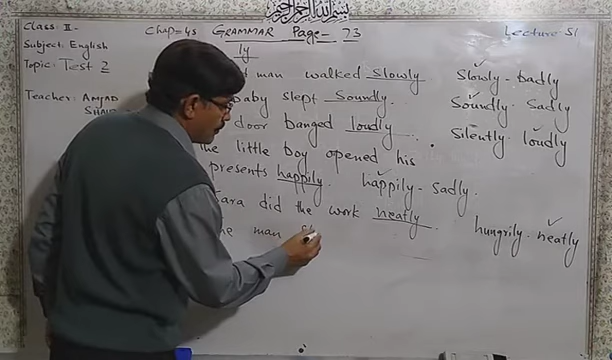 بسم اللہ الرحمن الرحیم
Class: II. Chap=45 GRAMMAR Page- 73 Lecture-51
Subject: English
Topic: Test 2 ly
man walked slowly Slowly - badly
Teacher: AMJAD baby slept Soundly. Soundly - sadly
door banged loudly. Silently - loudly
the little boy opened his
presents happily. happily - sadly.
Sara did the work neatly. hungrily - neatly
man